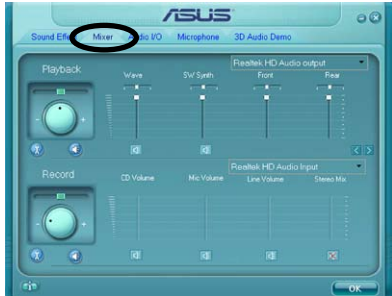 ASUS
Sound Effe Mixer Audio I/O Microphone 3D Audio Demo
Realtek HD Audio output
Playback
Wave SW Synth Front Rear
Realtek HD Audio Input
Record
CD Volume Mic Volume Line Volume Stereo Mix
OK